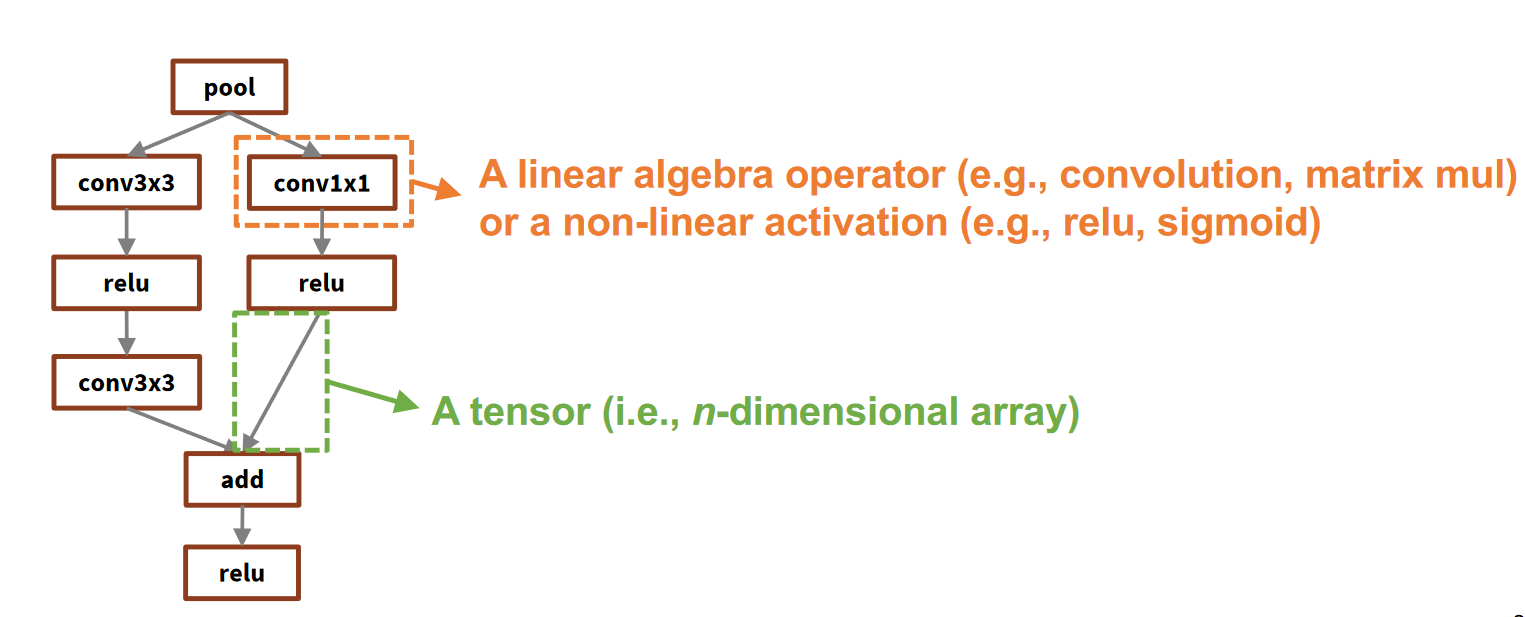 pool
conv3x3
conv1x1
A linear algebra operator (e.g., convolution, matrix mul)
or a non-linear activation (e.g., relu, sigmoid)
relu
relu
conv3x3
A tensor (i.e., n-dimensional array)
add
relu